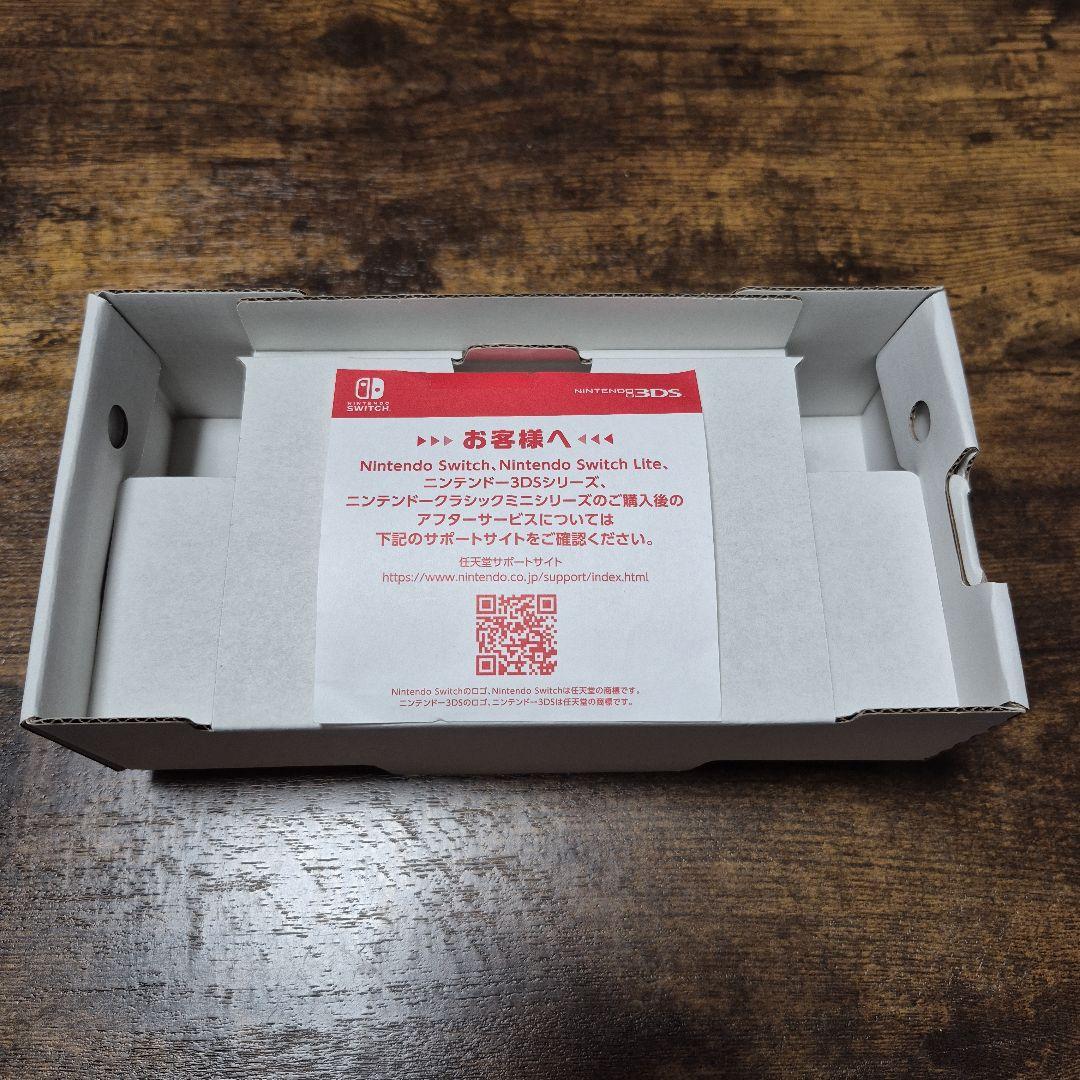 NINTENDO
SWITCH
NINTENDO 3DS
お客様へ
Nintendo Switch、Nintendo Switch Lite、
ニンテンドー3DSシリーズ、
ニンテンドークラシックミニシリーズのご購入後の
アフターサービスについては
下記のサポートサイトをご確認ください。
任天堂サポートサイト
https://www.nintendo.co.jp/support/index.html
Nintendo Switchのロゴ、Nintendo Switchは任天堂の商標です。
ニンテンドー3DSのロゴ、ニンテンドー3DSは任天堂の商標です。